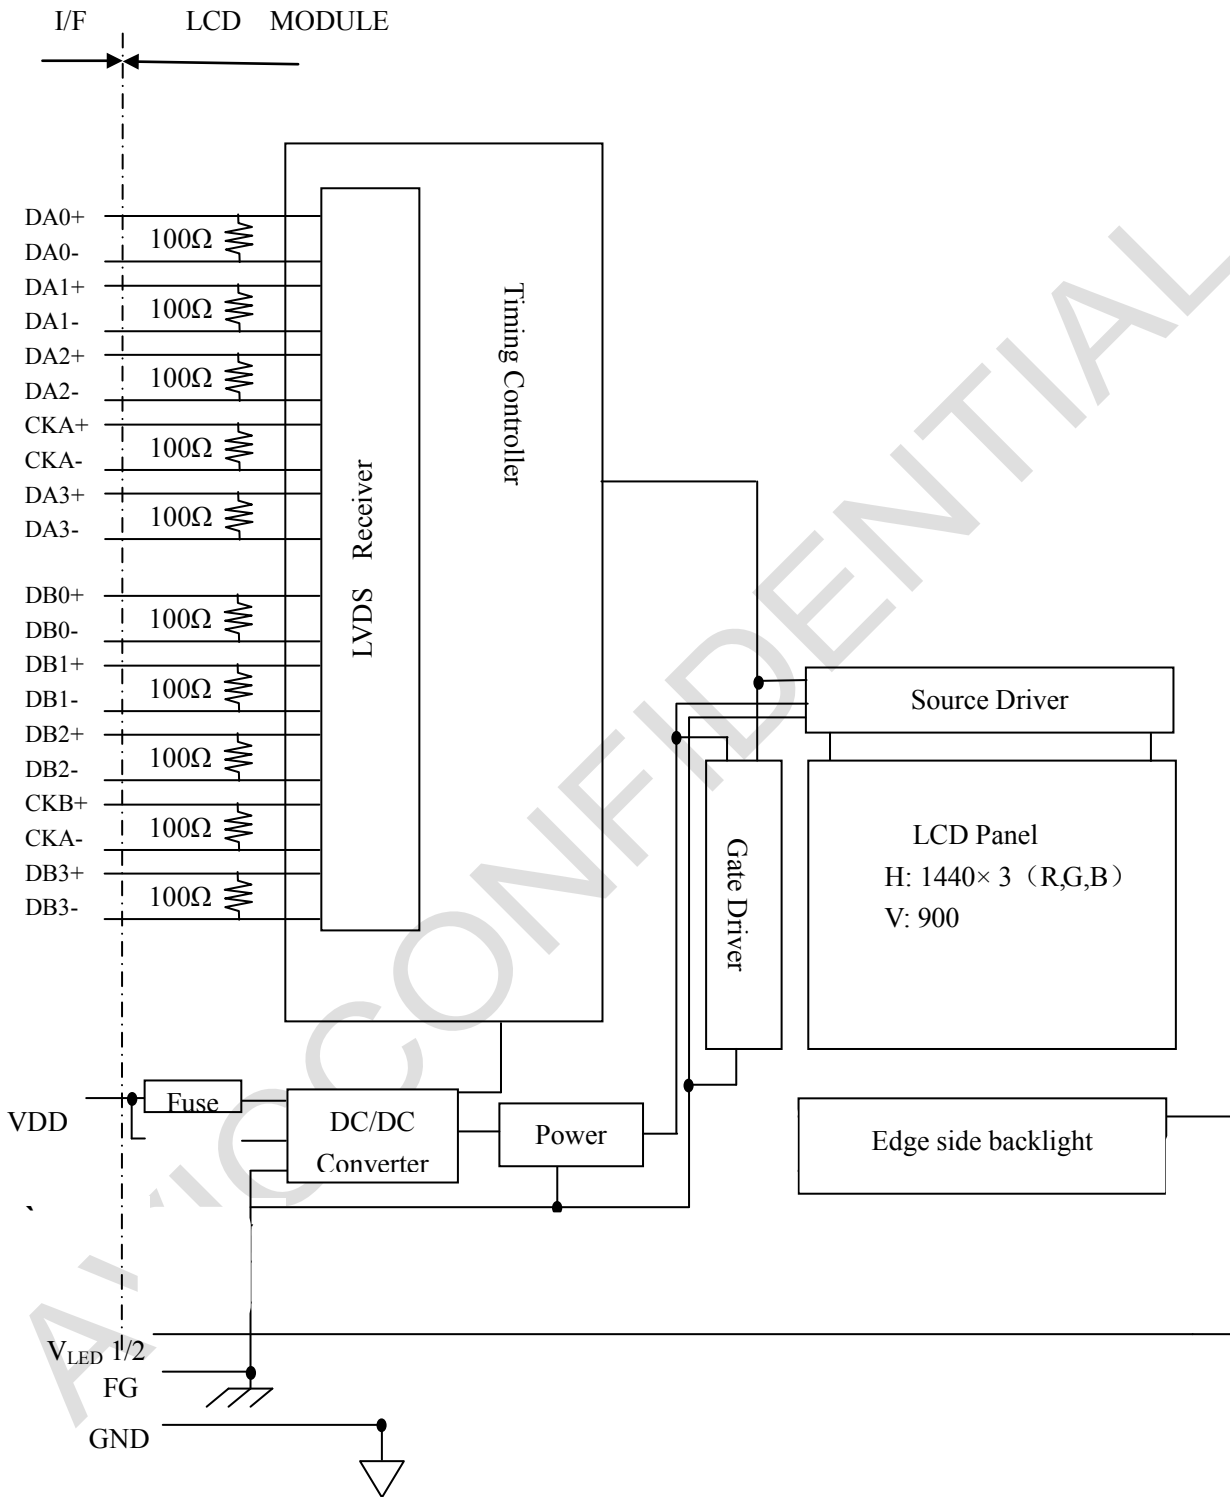 I/F LCD MODULE
DA0+
100Ω
DA0-
DA1+
100Ω
DA1-
DA2+
100Ω
DA2-
CKA+
100Ω
CKA-
DA3+
100Ω
DA3-
DB0+
100Ω
DB0-
DB1+
100Ω
DB1-
DB2+
100Ω
DB2-
CKB+
100Ω
CKA-
DB3+
100Ω
DB3-
LVDS Receiver
Timing Controller
Source Driver
Gate Driver
LCD Panel
H: 1440× 3（R,G,B）
V: 900
VDD
Fuse
DC/DC
Converter
Power
Edge side backlight
VLED 1/2
FG
GND
AVIC CONFIDENTIAL